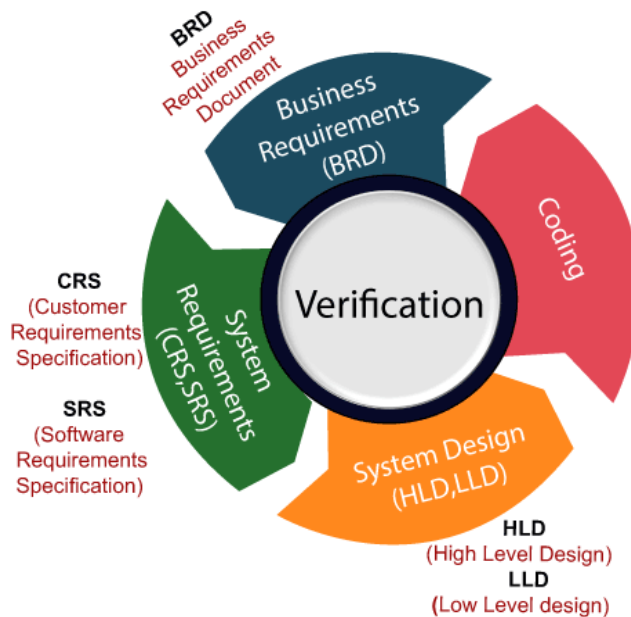 BRD
Business
Requirements
Document
Business
Requirements
(BRD)
Coding
Verification
System
Requirements
(CRS,SRS)
CRS
(Customer
Requirements
Specification)
SRS
(Software
Requirements
Specification)
System Design
(HLD,LLD)
HLD
(High Level Design)
LLD
(Low Level design)